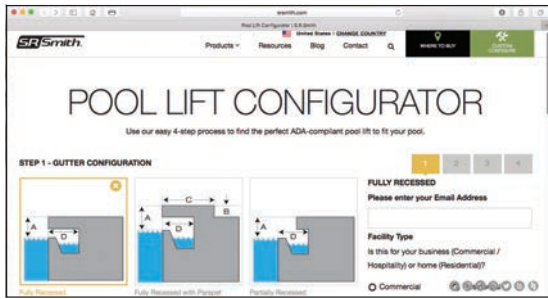 srsmith.com
Pool Lift Configurator | S.R.Smith
S.R.Smith
United States | CHANGE COUNTRY
Products
Resources
Blog
Contact
WHERE TO BUY
CUSTOM
CONFIGURE
POOL LIFT CONFIGURATOR
Use our easy 4-step process to find the perfect ADA-compliant pool lift to fit your pool.
STEP 1 - GUTTER CONFIGURATION
1 2 3 4
A
D
Fully Recessed
A
C
B
D
Fully Recessed with Parapet
A
D
Partially Recessed
FULLY RECESSED
Please enter your Email Address
Facility Type
Is this for your business (Commercial /
Hospitality) or home (Residential)?
Commercial